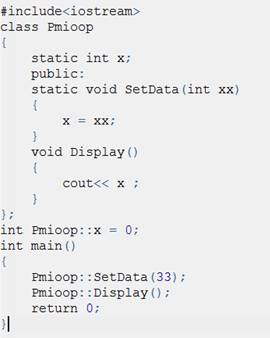 #include<iostream>
class Pmioop
{
static int x;
public:
static void SetData(int xx)
{
x = xx;
}
void Display()
{
cout<< x ;
}
};
int Pmioop::x = 0;
int main()
{
Pmioop::SetData(33);
Pmioop::Display();
return 0;
}